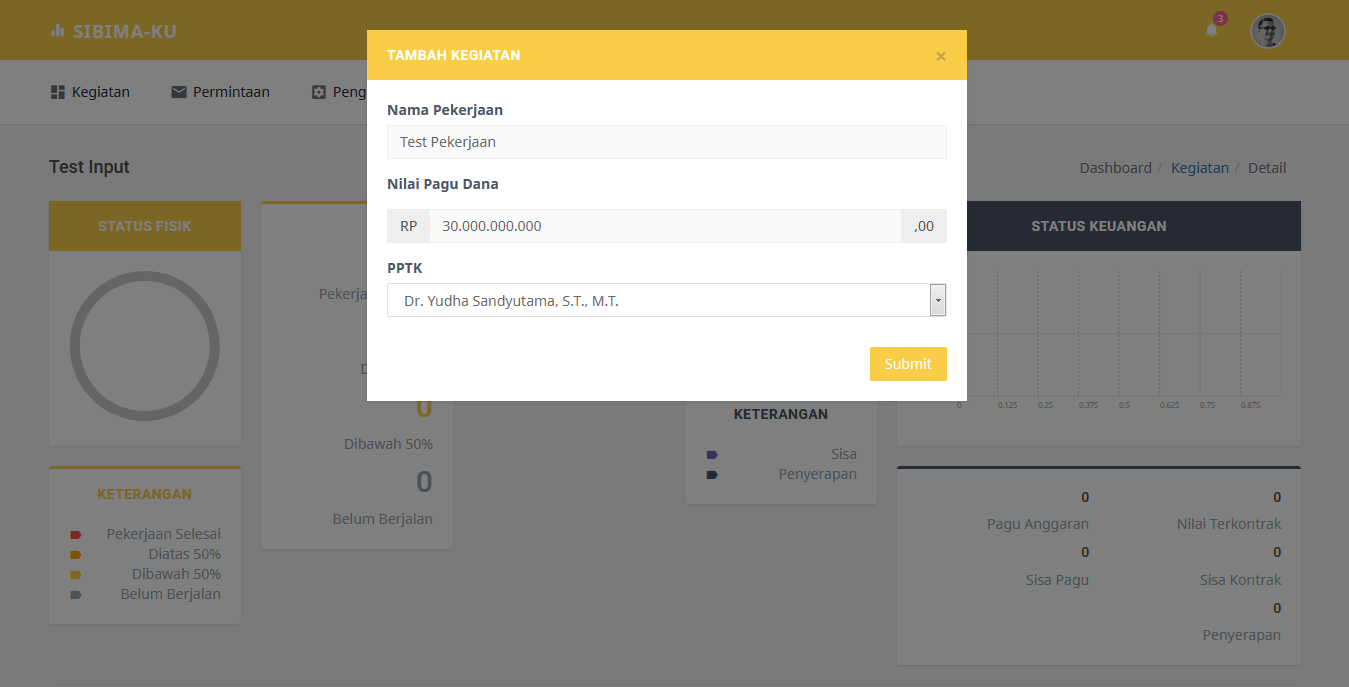 SIBIMA-KU
3
Kegiatan
Permintaan
Peng
TAMBAH KEGIATAN
×
Nama Pekerjaan
Test Pekerjaan
Nilai Pagu Dana
RP 30.000.000.000 ,00
PPTK
Dr. Yudha Sandyutama, S.T., M.T.
Submit
Test Input
Dashboard / Kegiatan / Detail
STATUS FISIK
KETERANGAN
Pekerjaan Selesai
Diatas 50%
Dibawah 50%
Belum Berjalan
Pekerja
D
0
Dibawah 50%
0
Belum Berjalan
KETERANGAN
Sisa
Penyerapan
STATUS KEUANGAN
0 0.125 0.25 0.375 0.5 0.625 0.75 0.875
0 0
Pagu Anggaran Nilai Terkontrak
0 0
Sisa Pagu Sisa Kontrak
0
Penyerapan